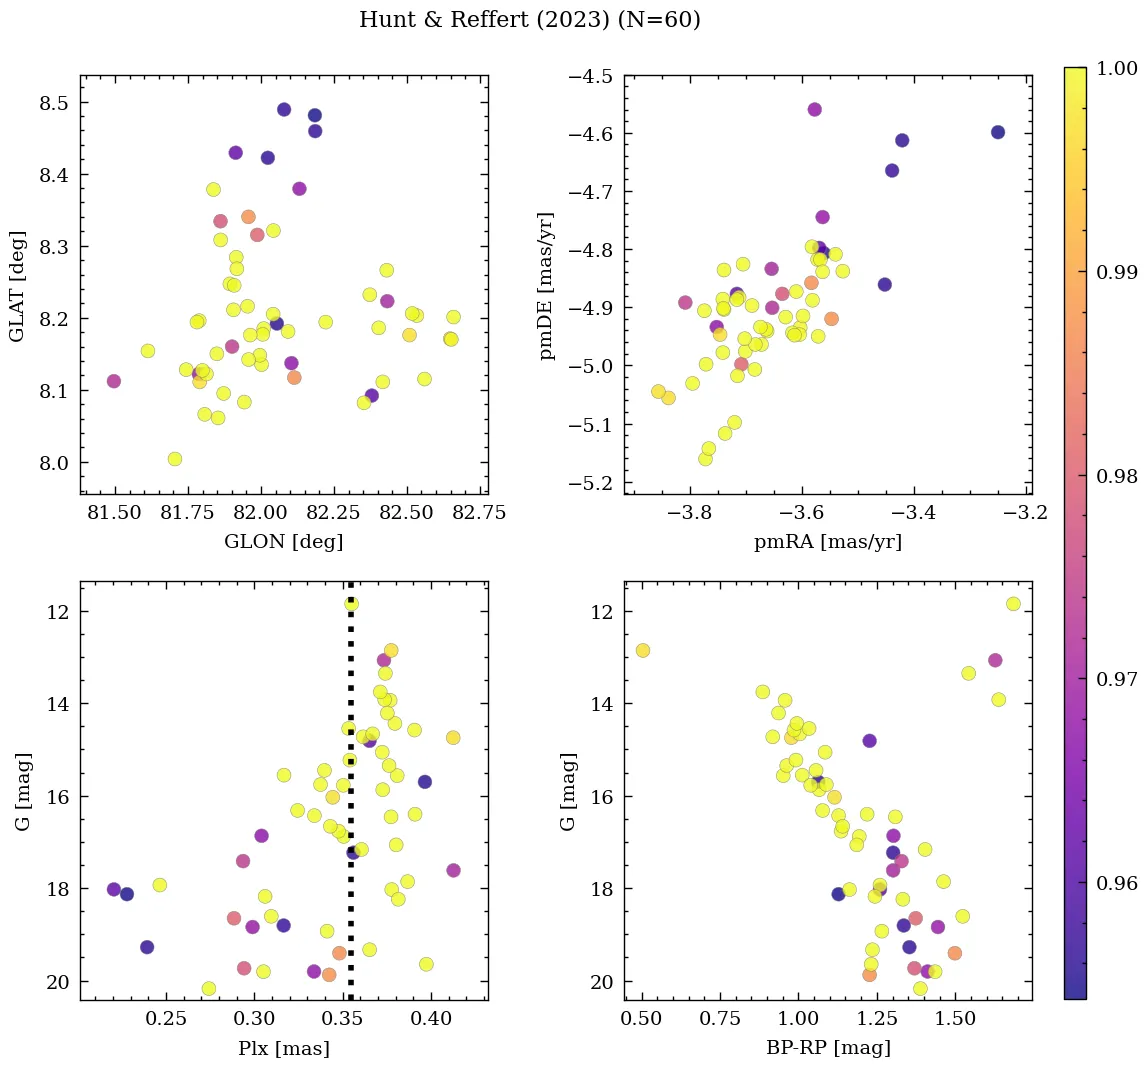 Hunt & Reffert (2023) (N=60)
8.5
8.4
8.3
8.2
8.1
8.0
GLAT [deg]
81.50 81.75 82.00 82.25 82.50 82.75
GLON [deg]
−4.5
−4.6
−4.7
−4.8
−4.9
−5.0
−5.1
−5.2
pmDE [mas/yr]
−3.8 −3.6 −3.4 −3.2
pmRA [mas/yr]
12
14
16
18
20
G [mag]
0.25 0.30 0.35 0.40
Plx [mas]
12
14
16
18
20
G [mag]
0.50 0.75 1.00 1.25 1.50
BP-RP [mag]
1.00
0.99
0.98
0.97
0.96